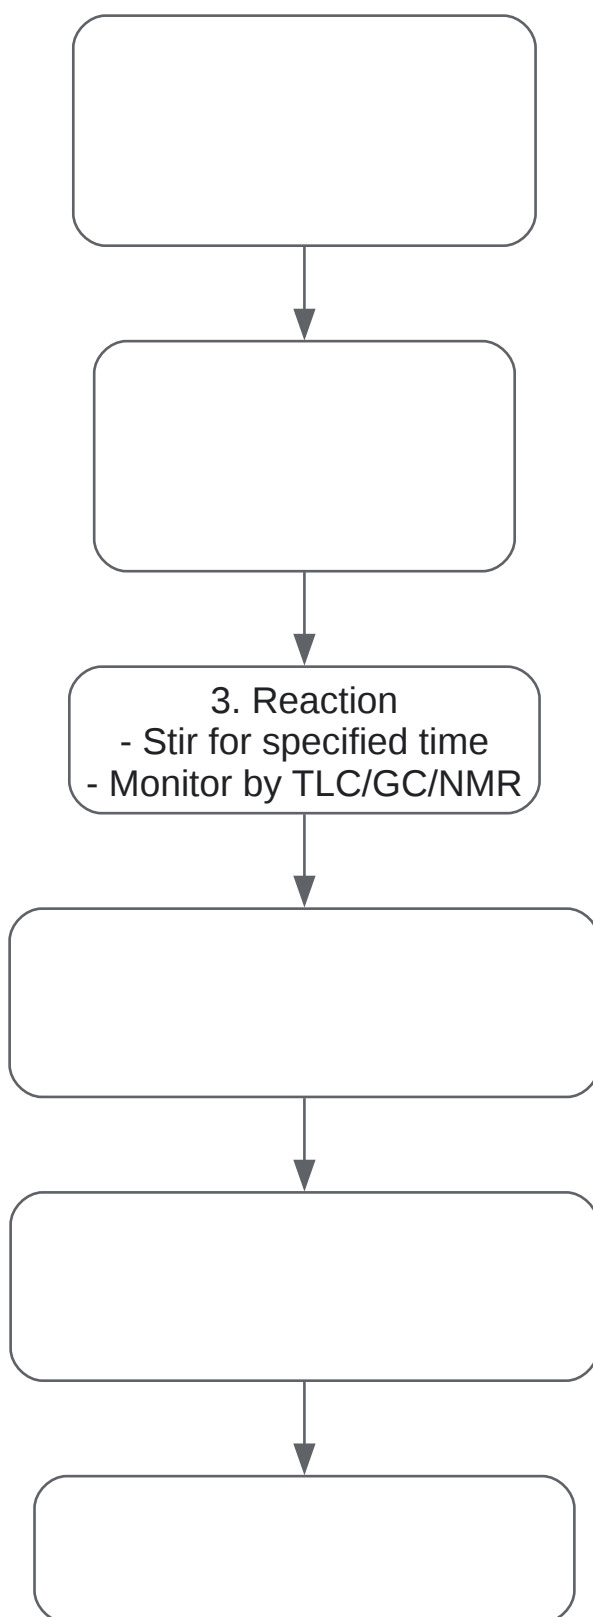 3. Reaction
- Stir for specified time
- Monitor by TLC/GC/NMR